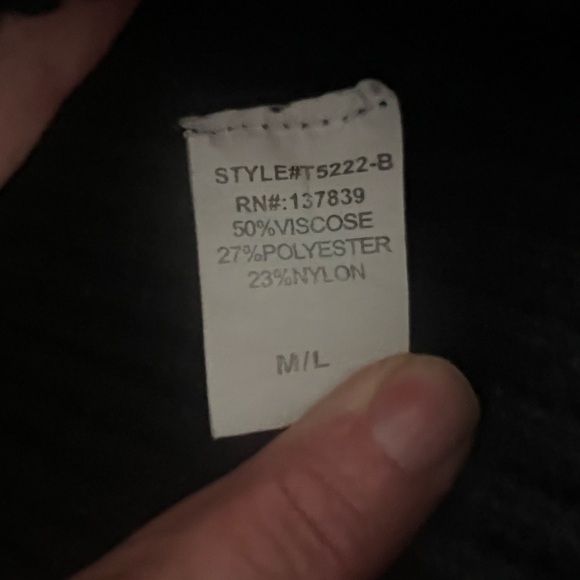 STYLE#T5222-B
RN#:137839
50%VISCOSE
27%POLYESTER
23%NYLON
M/L